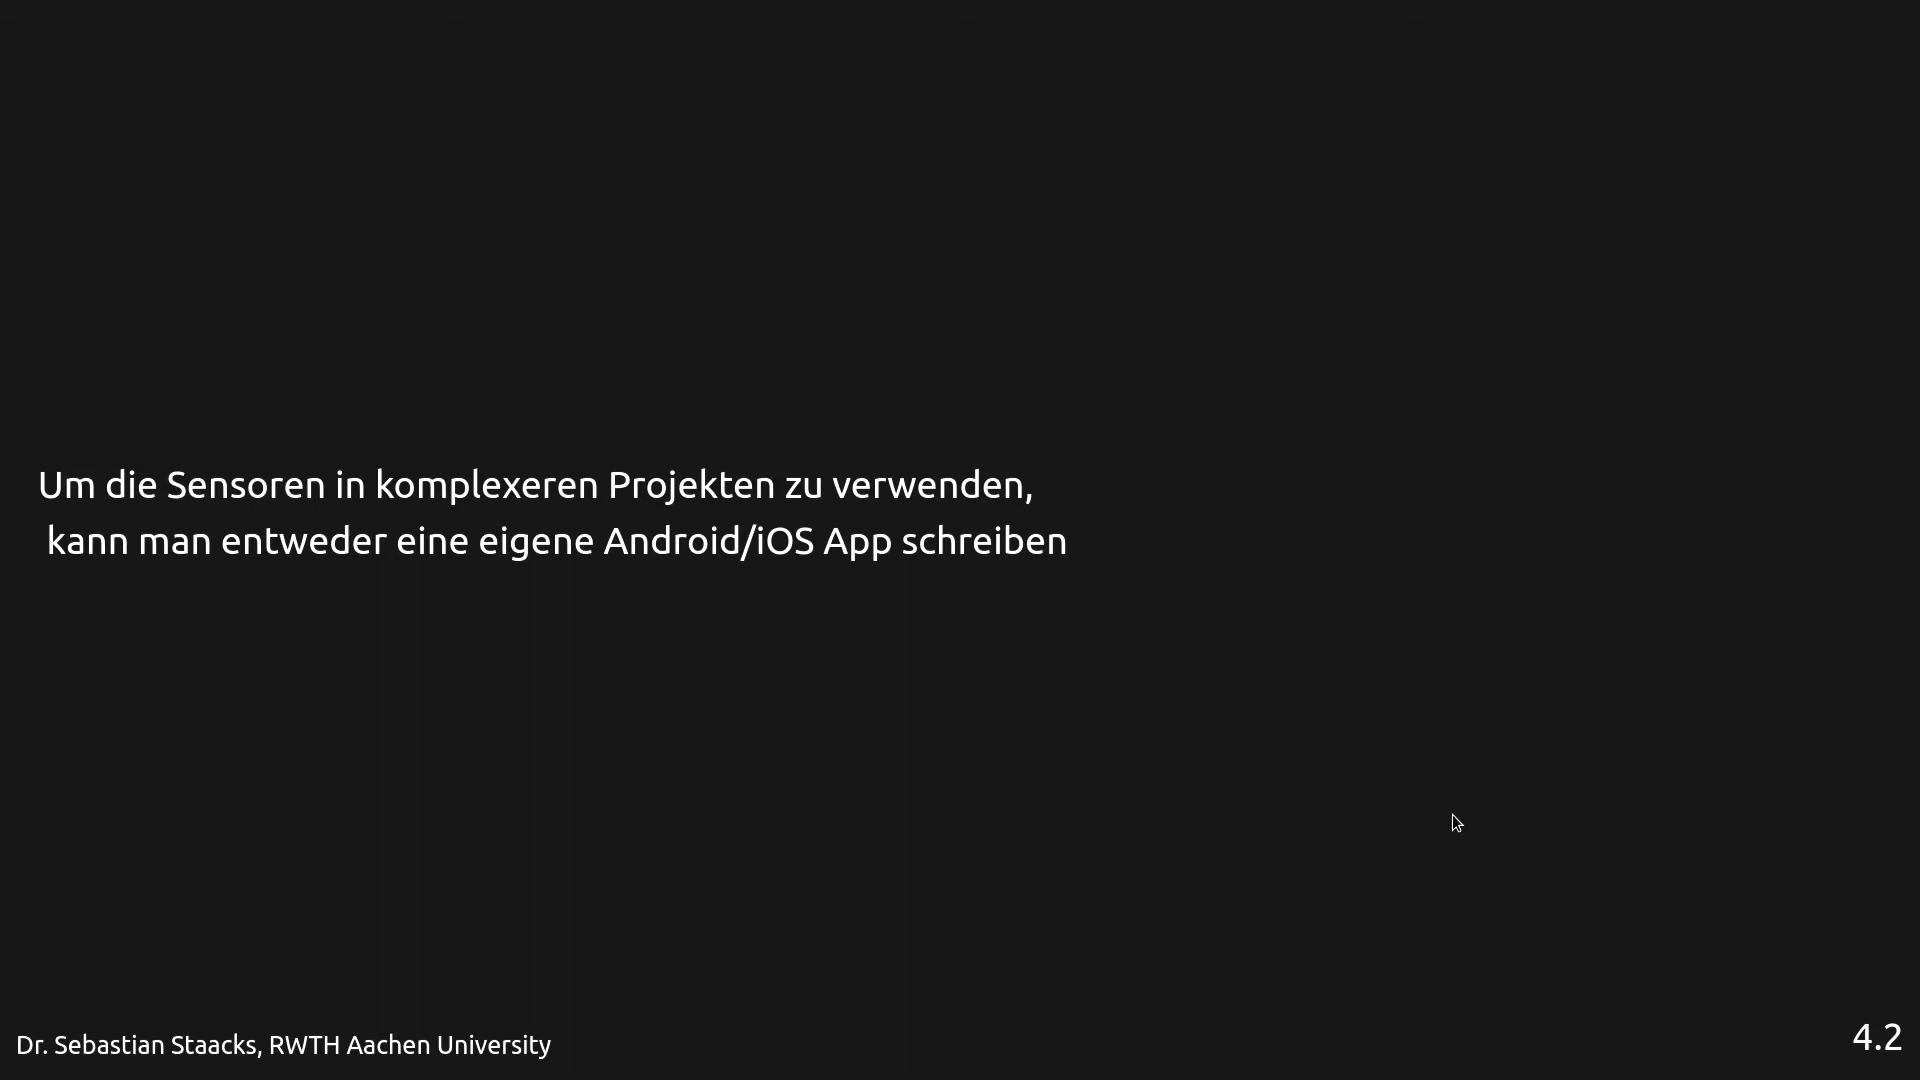 Um die Sensoren in komplexeren Projekten zu verwenden,
kann man entweder eine eigene Android/iOS App schreiben
Dr. Sebastian Staacks, RWTH Aachen University
4.2